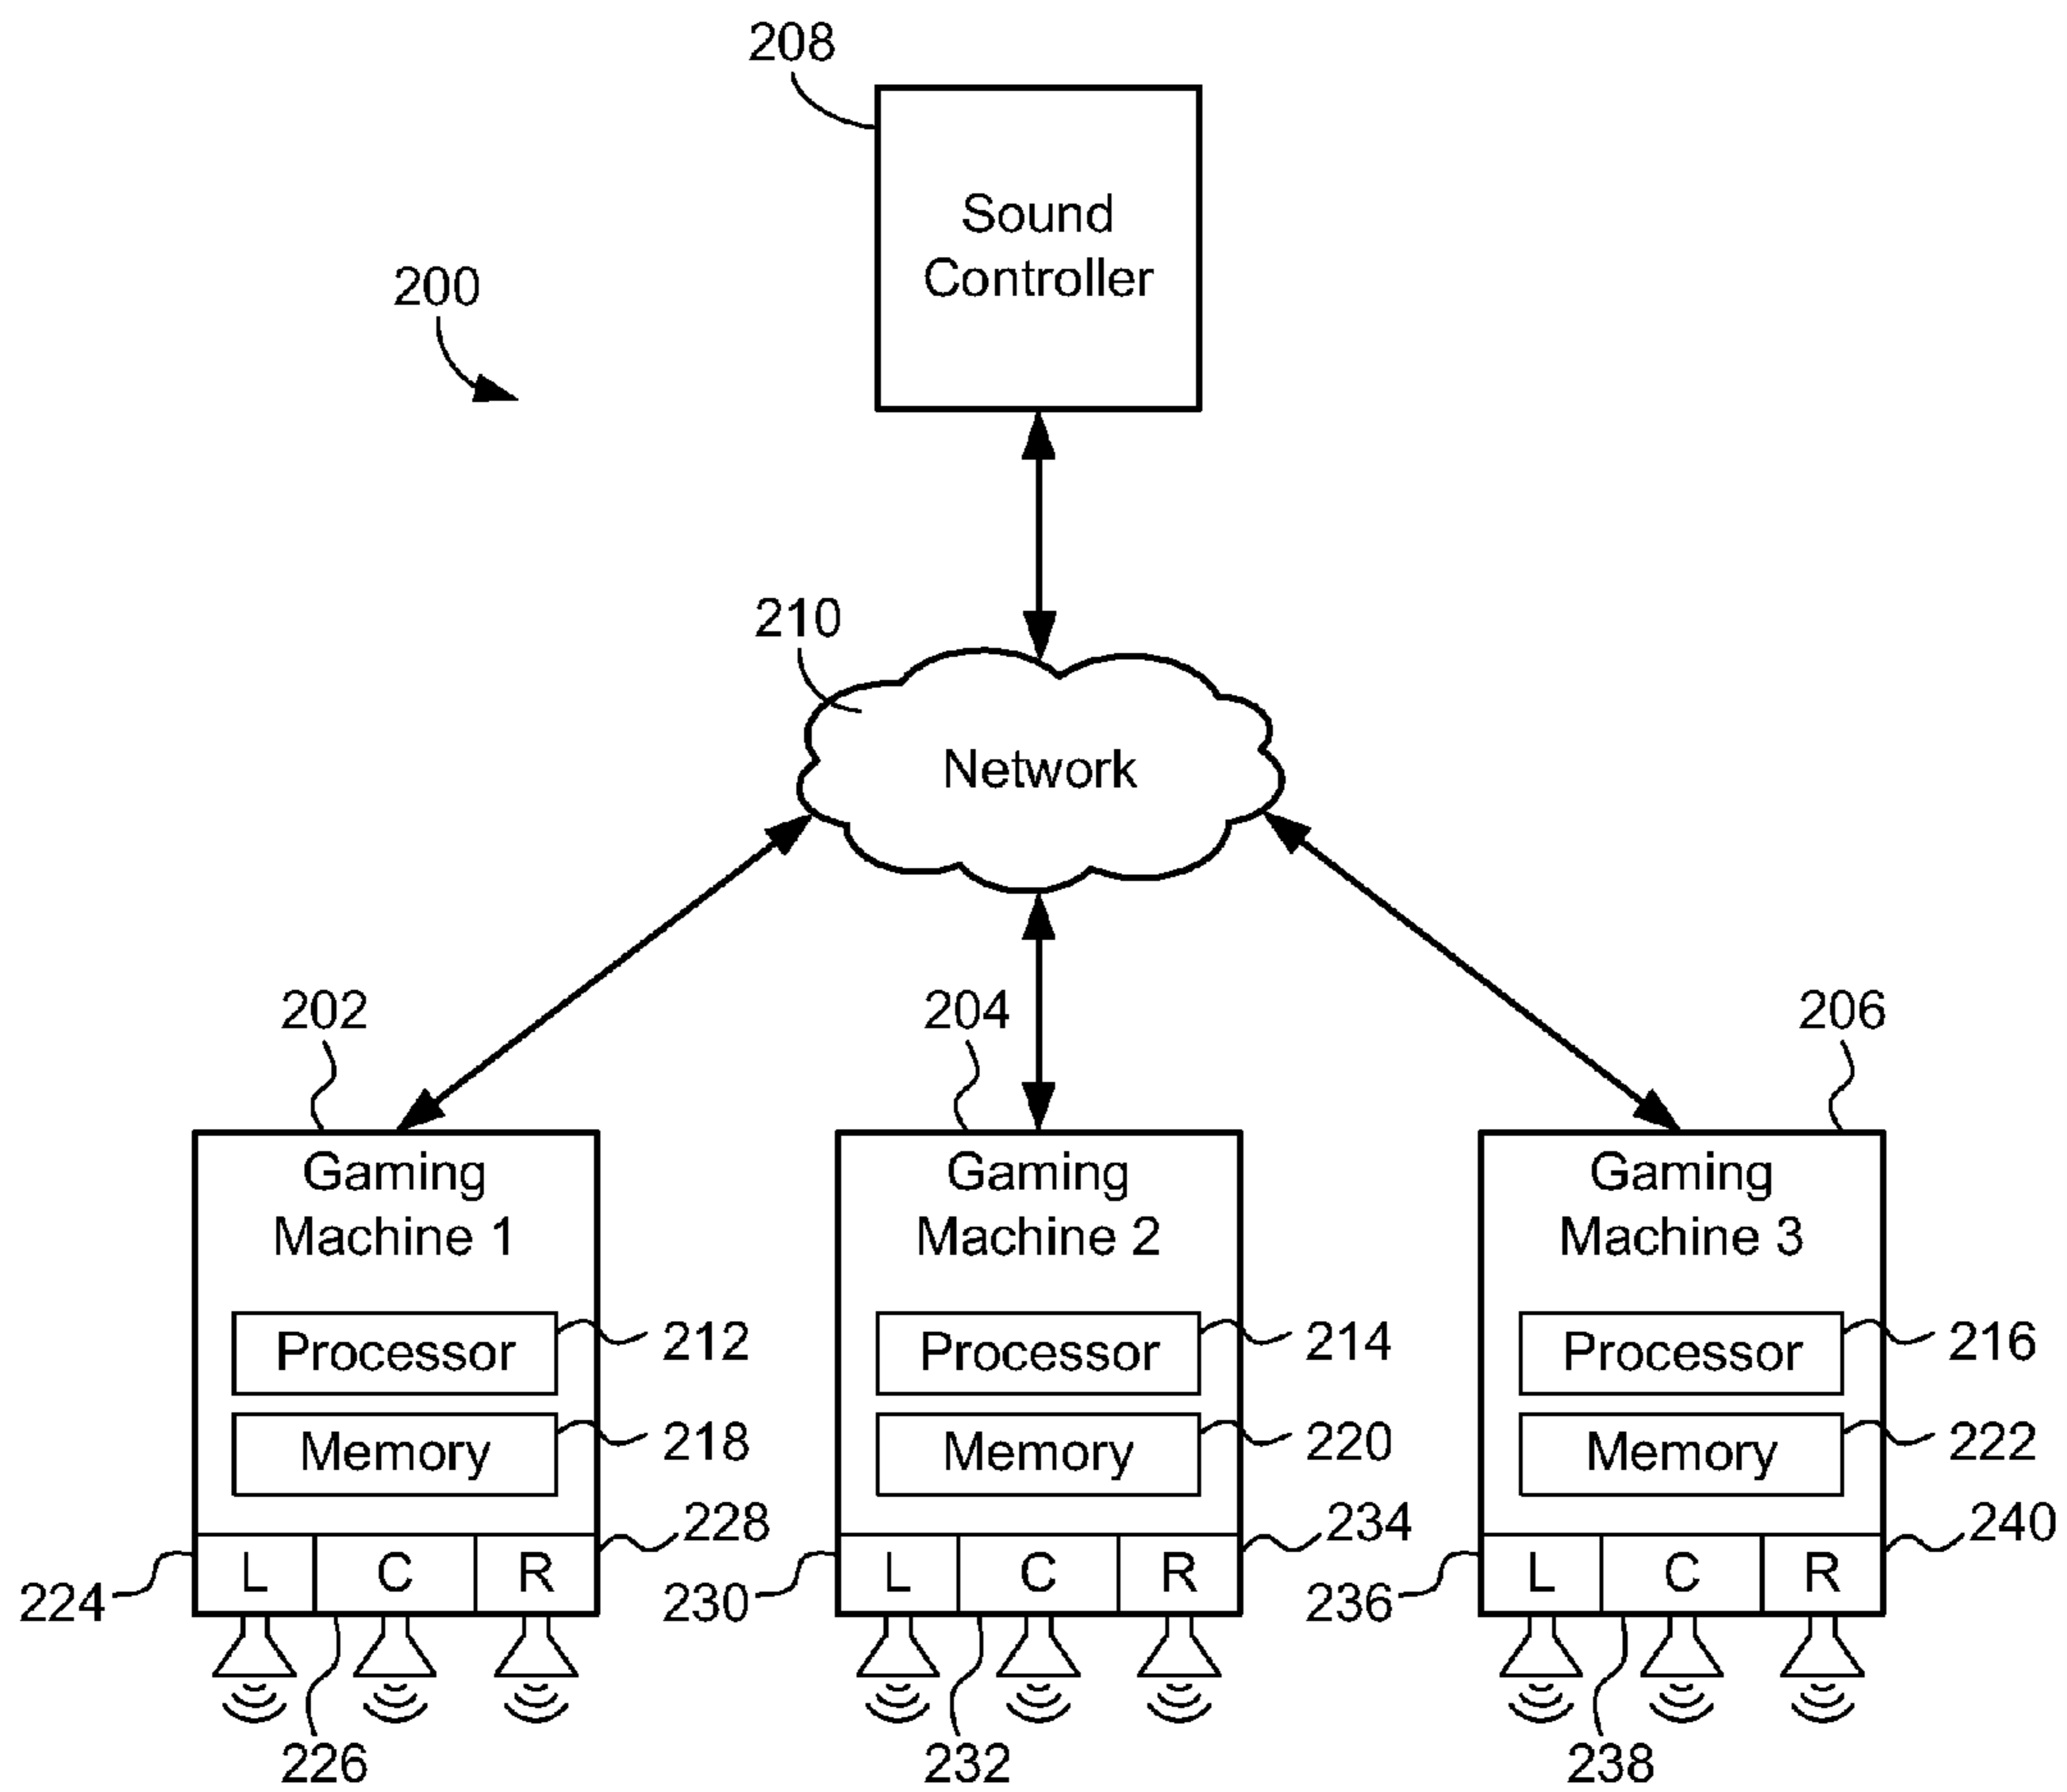 208
Sound
Controller
200
210
Network
202
204
206
Gaming
Machine 1
Gaming
Machine 2
Gaming
Machine 3
Processor
212
Processor
214
Processor
216
Memory
218
Memory
220
Memory
222
228
234
240
L
C
R
L
C
R
L
C
R
224
230
236
226
232
238